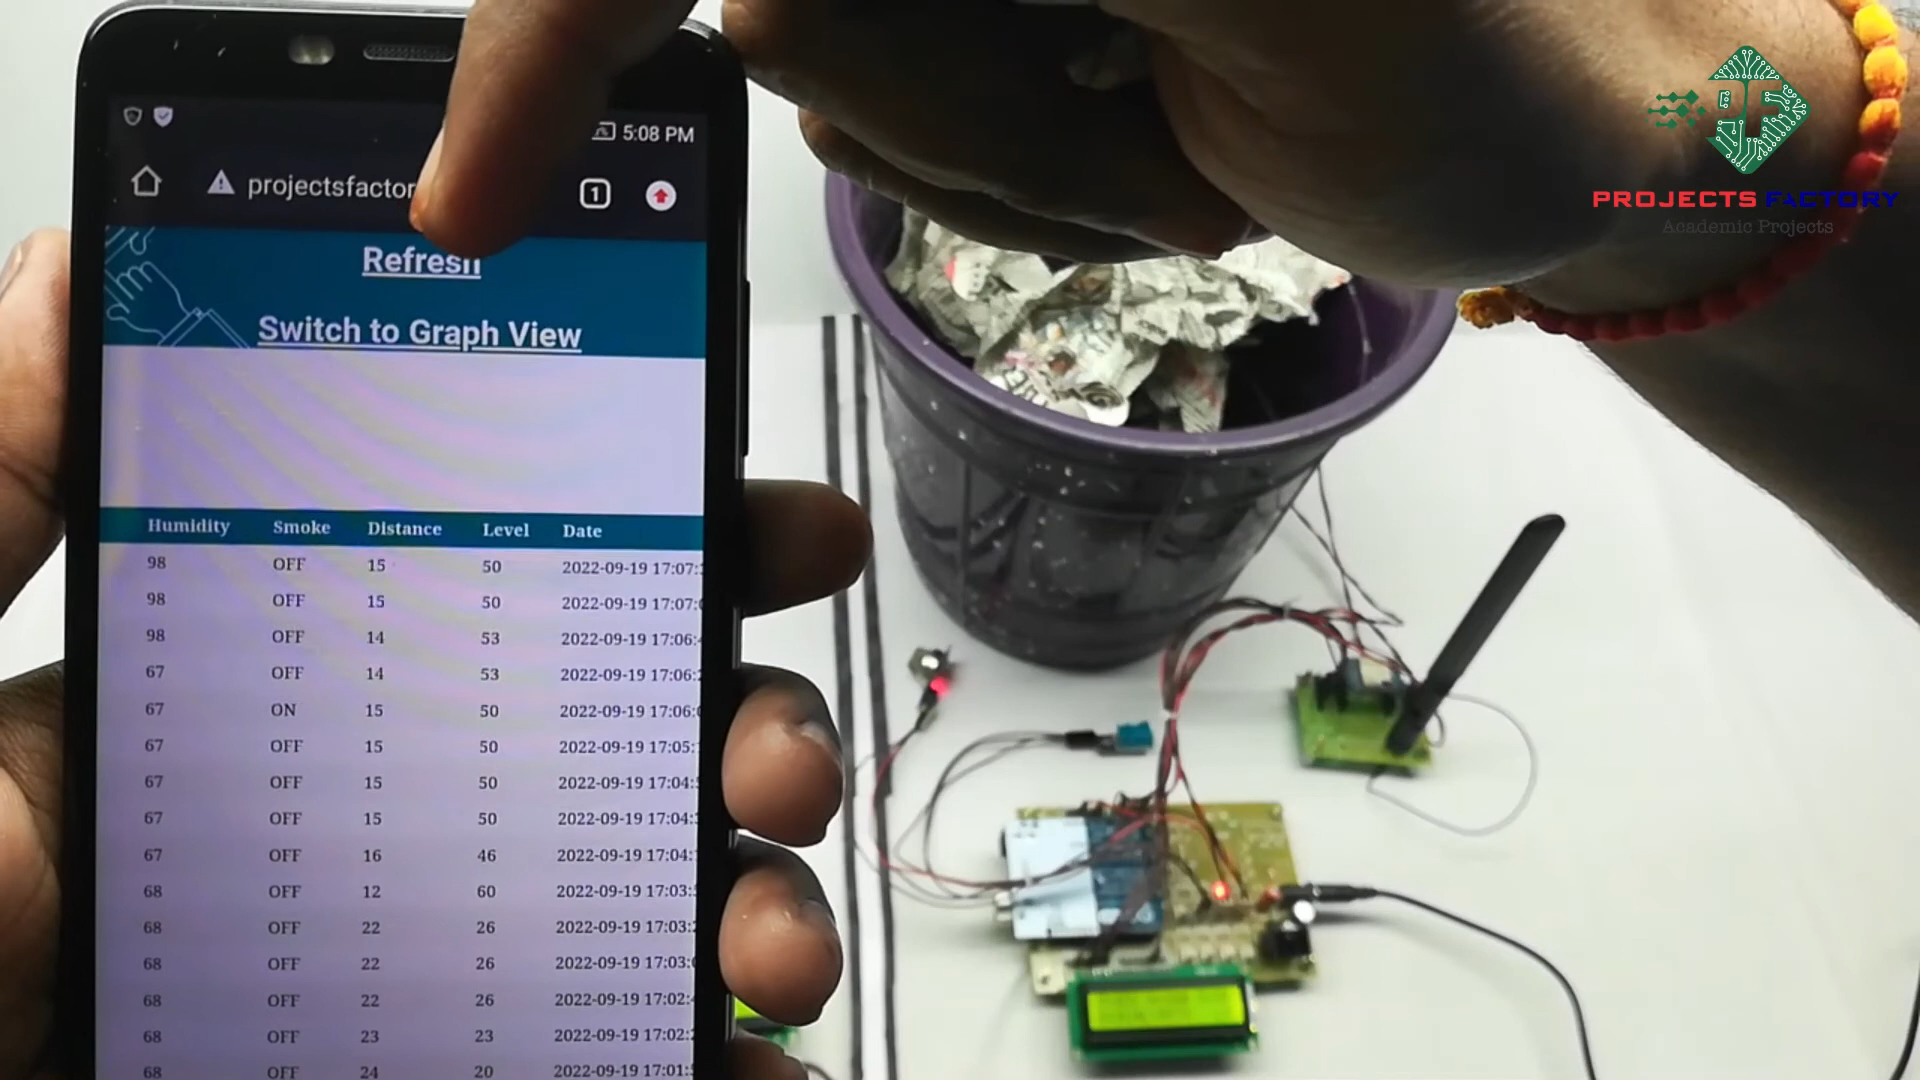 5:08 PM
1
projectsfactor
Refresh
Switch to Graph View
Humidity Smoke Distance Level Date
98 OFF 15 50 2022-09-19 17:07:
98 OFF 15 50 2022-09-19 17:07:
98 OFF 14 53 2022-09-19 17:06:
67 OFF 14 53 2022-09-19 17:06:
67 ON 15 50 2022-09-19 17:06:
67 OFF 15 50 2022-09-19 17:05:
67 OFF 15 50 2022-09-19 17:04:
67 OFF 15 50 2022-09-19 17:04:
67 OFF 16 46 2022-09-19 17:04:
68 OFF 12 60 2022-09-19 17:03:
68 OFF 22 26 2022-09-19 17:03:
68 OFF 22 26 2022-09-19 17:03:
68 OFF 22 26 2022-09-19 17:02:
68 OFF 23 23 2022-09-19 17:02:
68 OFF 24 20 2022-09-19 17:01:
PROJECTS FACTORY
Academic Projects